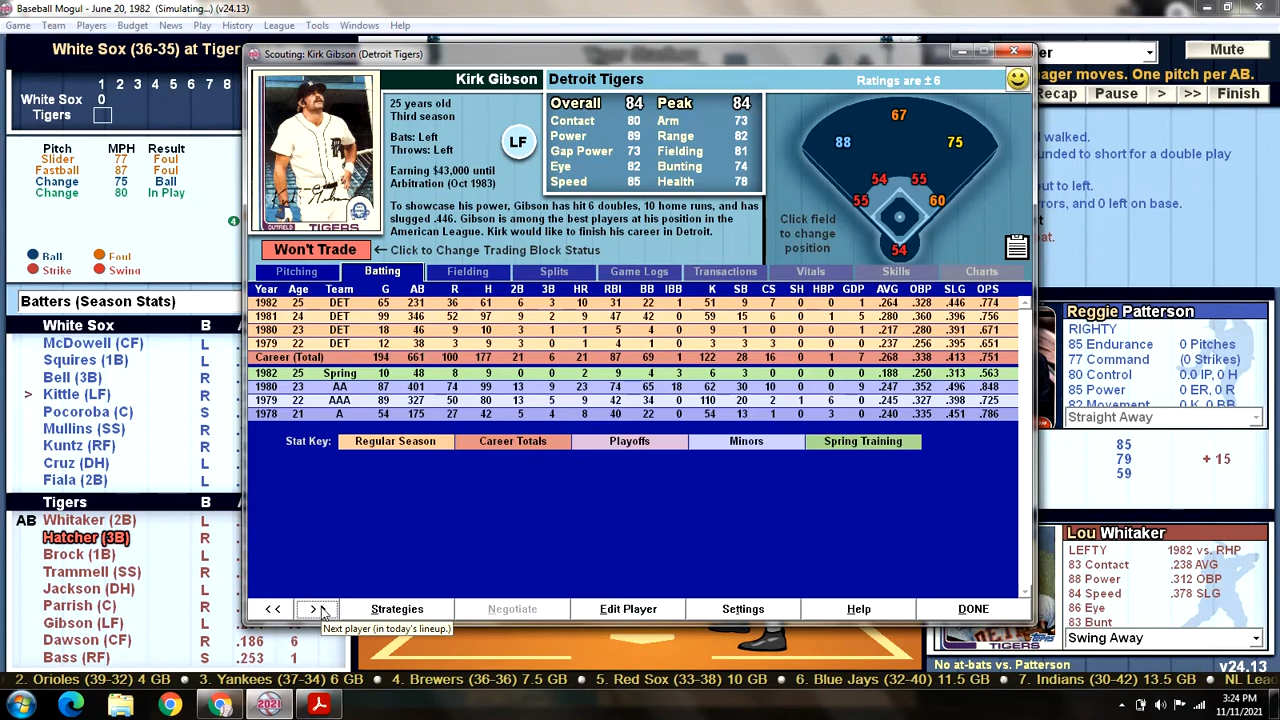 Baseball Mogul - June 20, 1982 (Simulating...) (v24.13)
Game Team Players Budget News Play History League Tools Windows Help
White Sox (36-35) at Tiger
1 2 3 4 5 6 7 8
White Sox 0
Tigers
Pitch MPH Result
Slider 77 Foul
Fastball 87 Foul
Change 75 Ball
Change 80 In Play
4
Ball Foul
Strike Swing
Batters (Season Stats)
White Sox B
McDowell (CF) L
Squires (1B) L
Bell (3B) R
> Kittle (LF) R
Pocoroba (C) S
Mullins (SS) R
Kuntz (RF) R
Cruz (DH) L
Fiala (2B) L
Tigers B
AB Whitaker (2B) L
Hatcher (3B) R
Brock (1B) L
Trammell (SS) R
Jackson (DH) L
Parrish (C) R
Gibson (LF) L
Dawson (CF) R .186 6
Bass (RF) S .253 1
Scouting: Kirk Gibson (Detroit Tigers)
Kirk Gibson
Detroit Tigers
Ratings are ± 6
OUTFIELD TIGERS
25 years old
Third season
Bats: Left
Throws: Left
Earning $43,000 until
Arbitration (Oct 1983)
LF
Overall 84 Peak 84
Contact 80 Arm 73
Power 89 Range 82
Gap Power 73 Fielding 81
Eye 82 Bunting 74
Speed 85 Health 78
To showcase his power, Gibson has hit 6 doubles, 10 home runs, and has
slugged .446. Gibson is among the best players at his position in the
American League. Kirk would like to finish his career in Detroit.
67
88 75
54 55
55 60
54
Click field
to change
position
Won't Trade ← Click to Change Trading Block Status
Pitching Batting Fielding Splits Game Logs Transactions Vitals Skills Charts
Year Age Team G AB R H 2B 3B HR RBI BB IBB K SB CS SH HBP GDP AVG OBP SLG OPS
1982 25 DET 65 231 36 61 6 3 10 31 22 1 51 9 7 0 0 1 .264 .328 .446 .774
1981 24 DET 99 346 52 97 9 2 9 47 42 0 59 15 6 0 1 5 .280 .360 .396 .756
1980 23 DET 18 46 9 10 3 1 1 5 4 0 9 1 3 0 0 1 .217 .280 .391 .671
1979 22 DET 12 38 3 9 3 0 1 4 1 0 3 3 0 0 0 0 .237 .256 .395 .651
Career (Total) 194 661 100 177 21 6 21 87 69 1 122 28 16 0 1 7 .268 .338 .413 .751
1982 25 Spring 10 48 8 9 0 0 2 9 4 3 6 3 0 0 0 0 .188 .250 .313 .563
1980 23 AA 87 401 74 99 13 9 23 74 65 18 62 30 10 0 0 9 .247 .352 .496 .848
1979 22 AAA 89 327 50 80 13 5 9 42 34 0 110 20 2 1 0 5 .245 .327 .398 .725
1978 21 A 54 175 27 42 5 4 8 40 22 0 54 13 1 0 3 0 .240 .335 .451 .786
Stat Key: Regular Season Career Totals Playoffs Minors Spring Training
<< > Strategies Negotiate Edit Player Settings Help DONE
Next player (in today's lineup.)
Mute
nager moves. One pitch per AB.
Recap Pause > >> Finish
walked.
ounded to short for a double play
out to left.
rrors, and 0 left on base.
at.
Reggie Patterson
RIGHTY
85 Endurance 0 Pitches
77 Command (0 Strikes)
80 Control 0.0 IP, 0 H
85 Power 0 ER, 0 R
82 Movement 0 K, 0 BB
Straight Away
85
79 + 15
59
Lou Whitaker
LEFTY 1982 vs. RHP
83 Contact .238 AVG
88 Power .312 OBP
84 Speed .378 SLG
86 Eye
83 Bunt
Topps
Swing Away
No at-bats vs. Patterson
v24.13
2. Orioles (39-32) 4 GB 3. Yankees (37-34) 6 GB 4. Brewers (36-36) 7.5 GB 5. Red Sox (33-38) 10 GB 6. Blue Jays (32-40) 11.5 GB 7. Indians (30-42) 13.5 GB NL Lea
2021
3:24 PM
11/11/2021